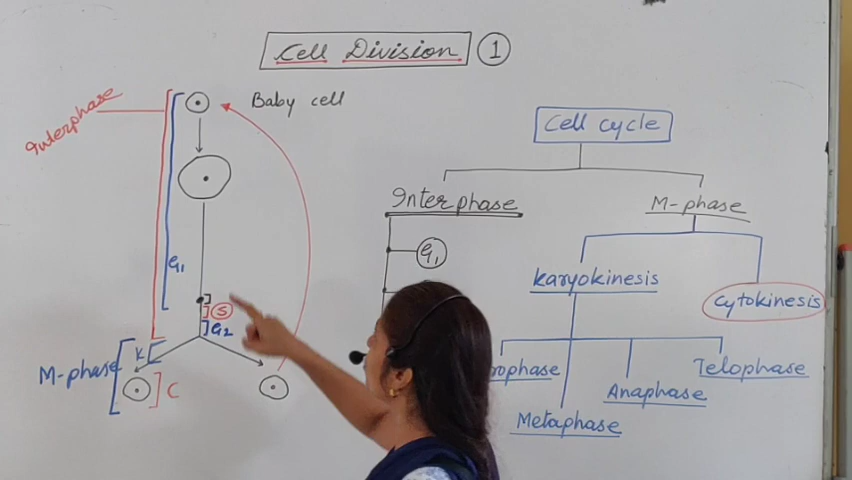 Cell Division 1
Interphase
Baby cell
G1
S
G2
K
M-phase
C
Cell cycle
Interphase
M-phase
G1
Karyokinesis
Cytokinesis
rophase
Metaphase
Anaphase
Telophase